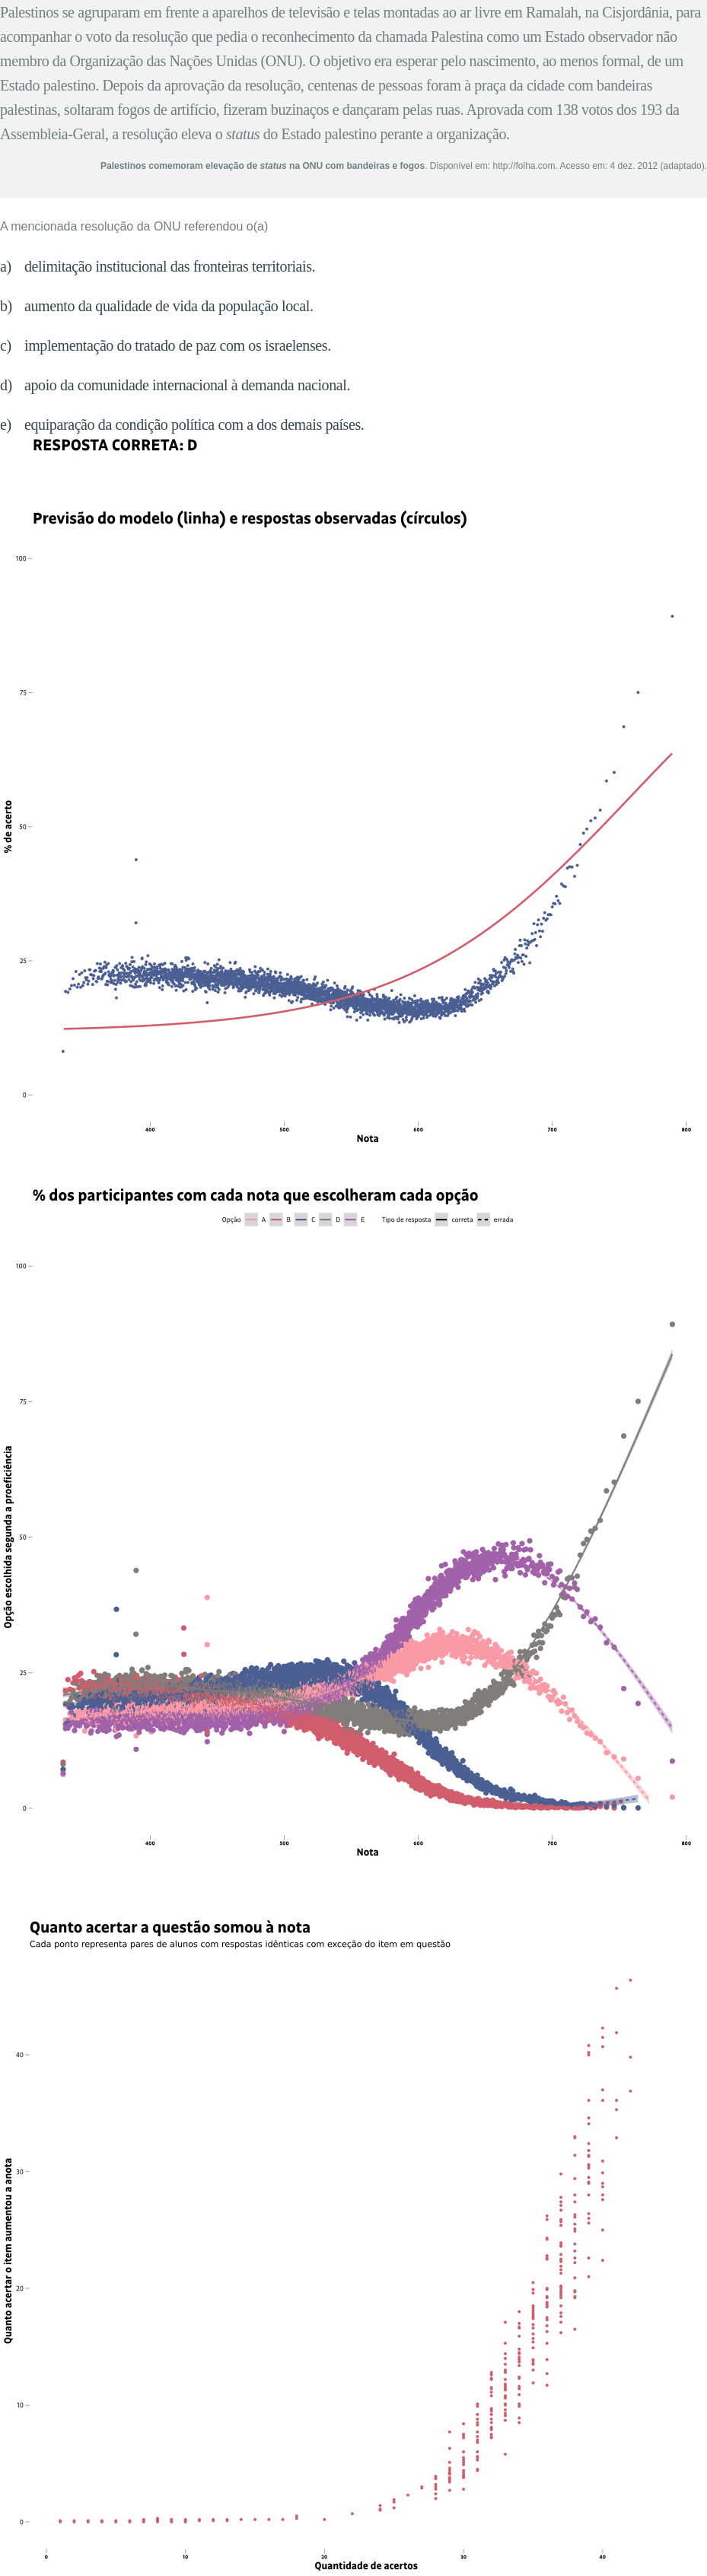 Palestinos se agruparam em frente a aparelhos de televisão e telas montadas ao ar livre em Ramalah, na Cisjordânia, para
acompanhar o voto da resolução que pedia o reconhecimento da chamada Palestina como um Estado observador não
membro da Organização das Nações Unidas (ONU). O objetivo era esperar pelo nascimento, ao menos formal, de um
Estado palestino. Depois da aprovação da resolução, centenas de pessoas foram à praça da cidade com bandeiras
palestinas, soltaram fogos de artifício, fizeram buzinaços e dançaram pelas ruas. Aprovada com 138 votos dos 193 da
Assembleia-Geral, a resolução eleva o status do Estado palestino perante a organização.
Palestinos comemoram elevação de status na ONU com bandeiras e fogos. Disponível em: http://folha.com. Acesso em: 4 dez. 2012 (adaptado).
A mencionada resolução da ONU referendou o(a)
a) delimitação institucional das fronteiras territoriais.
b) aumento da qualidade de vida da população local.
c) implementação do tratado de paz com os israelenses.
d) apoio da comunidade internacional à demanda nacional.
e) equiparação da condição política com a dos demais países.
RESPOSTA CORRETA: D
Previsão do modelo (linha) e respostas observadas (círculos)
100
75
50
25
0
% de acerto
400 500 600 700 800
Nota
% dos participantes com cada nota que escolheram cada opção
Opção A B C D E Tipo de resposta correta errada
100
75
50
25
0
Opção escolhida segunda a proeficiência
400 500 600 700 800
Nota
Quanto acertar a questão somou à nota
Cada ponto representa pares de alunos com respostas idênticas com exceção do item em questão
40
30
20
10
0
Quanto acertar o item aumentou a anota
0 10 20 30 40
Quantidade de acertos